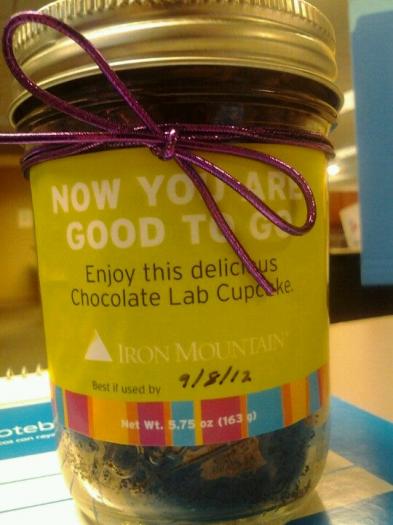 NOW YOU ARE
GOOD TO GO
Enjoy this delicious
Chocolate Lab Cupcake.
IRON MOUNTAIN
Best if used by 9/8/12
Net Wt. 5.75 oz (163 g)
oteb